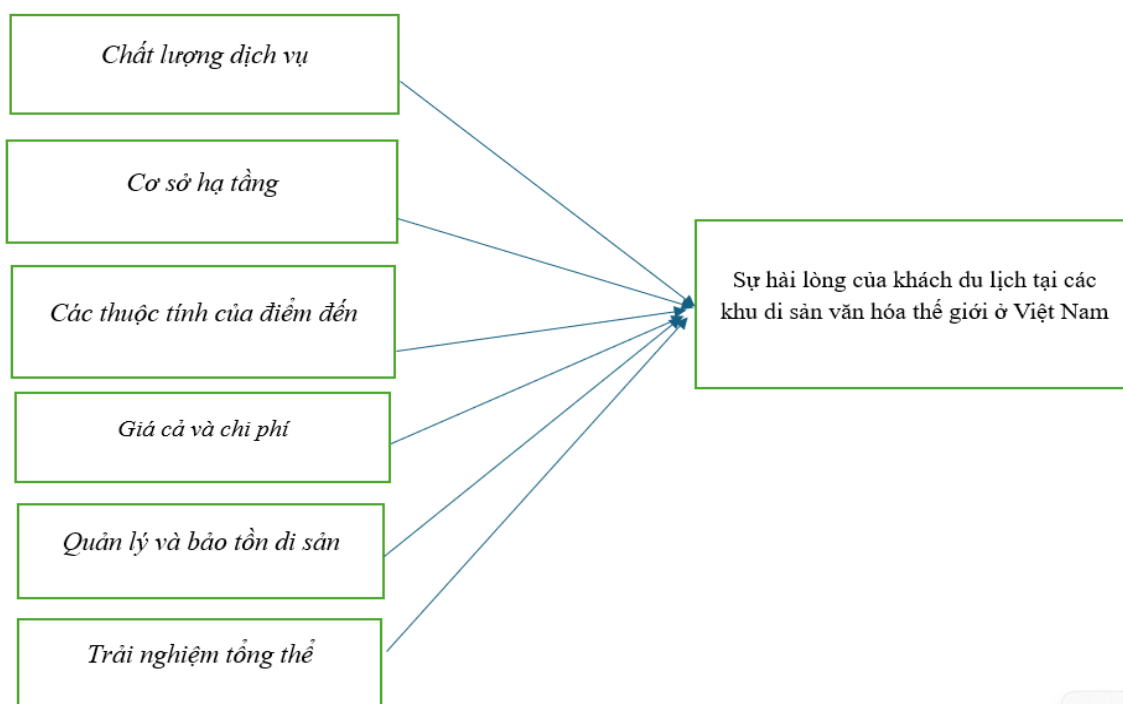 Chất lượng dịch vụ
Cơ sở hạ tầng
Các thuộc tính của điểm đến
Giá cả và chi phí
Quản lý và bảo tồn di sản
Trải nghiệm tổng thể
Sự hài lòng của khách du lịch tại các
khu di sản văn hóa thế giới ở Việt Nam